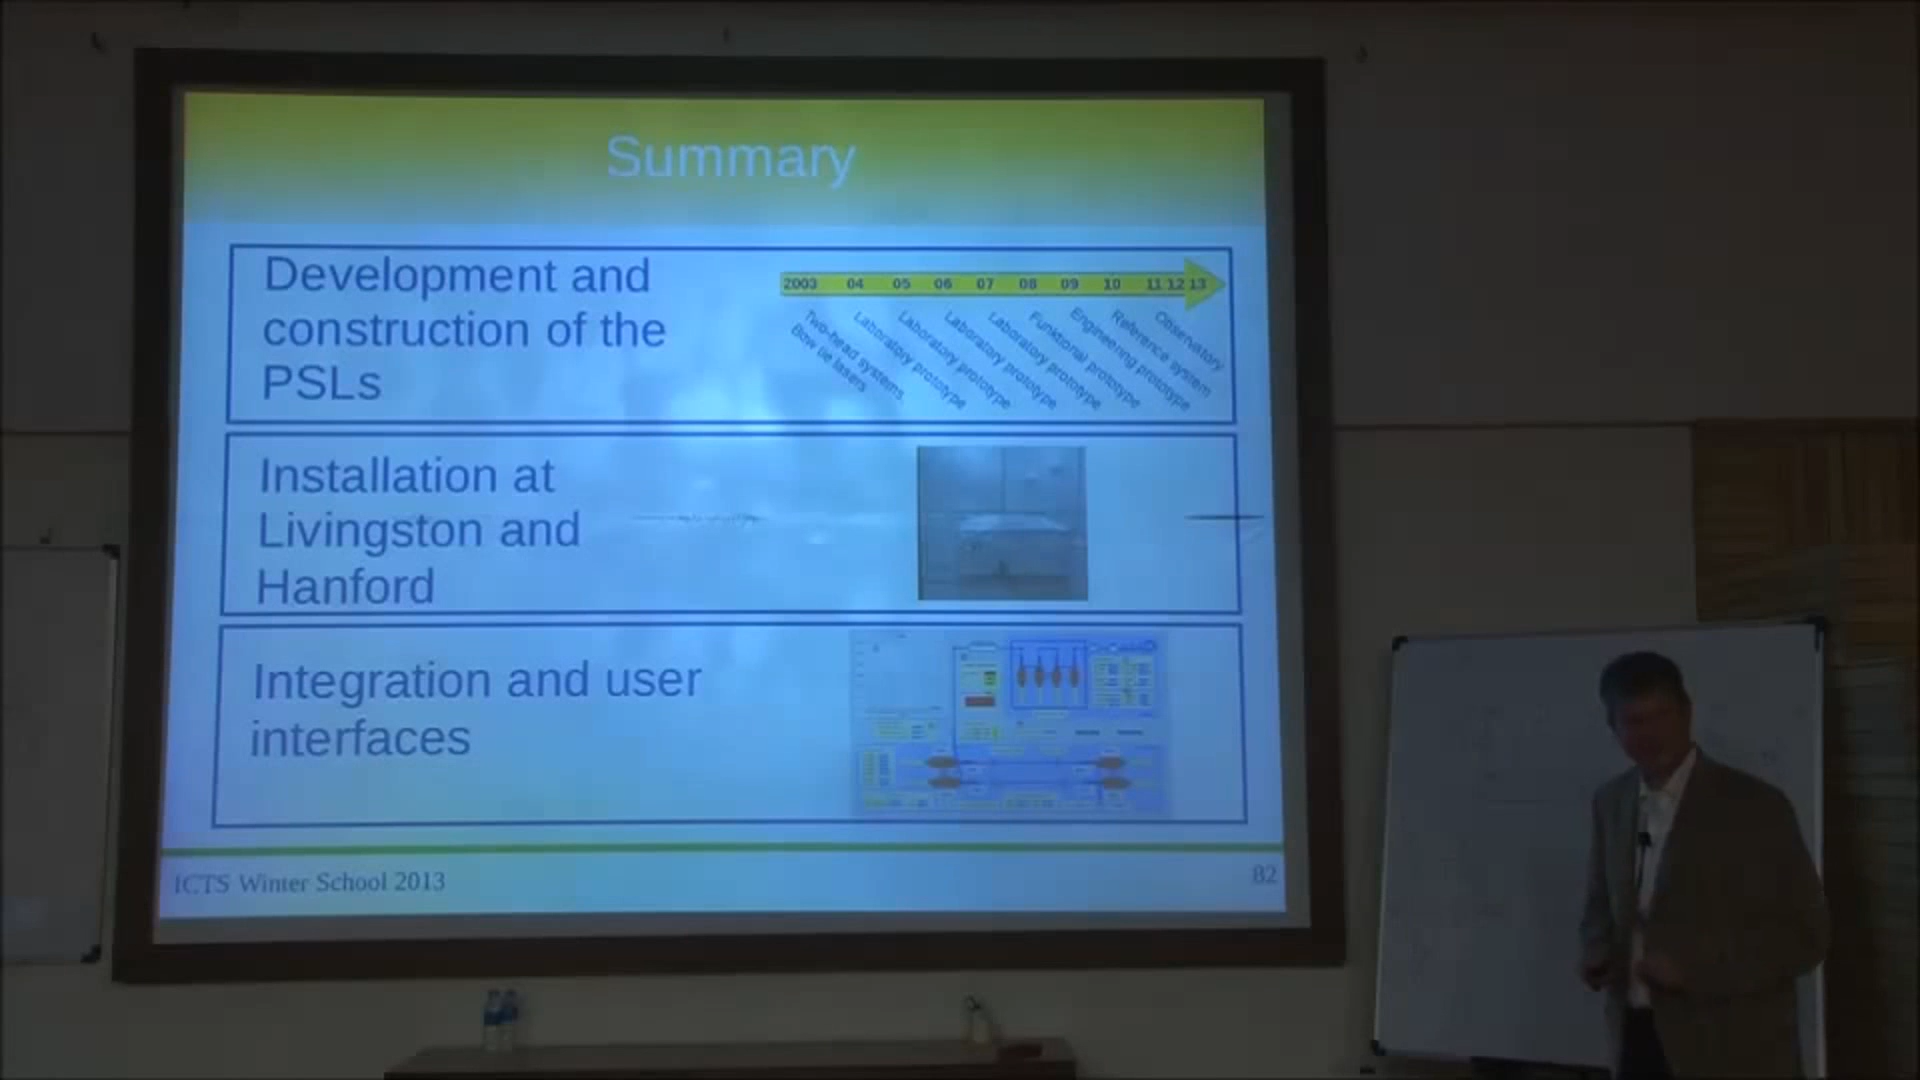 Summary
Development and
construction of the
PSLs
2003 04 05 06 07 08 09 10 11 12 13
Two-head systems
Bow tie lasers
Laboratory prototype
Laboratory prototype
Laboratory prototype
Laboratory prototype
Funktional prototype
Engineering prototype
Reference system
Observatory
Installation at
Livingston and
Hanford
Integration and user
interfaces
ICTS Winter School 2013
82